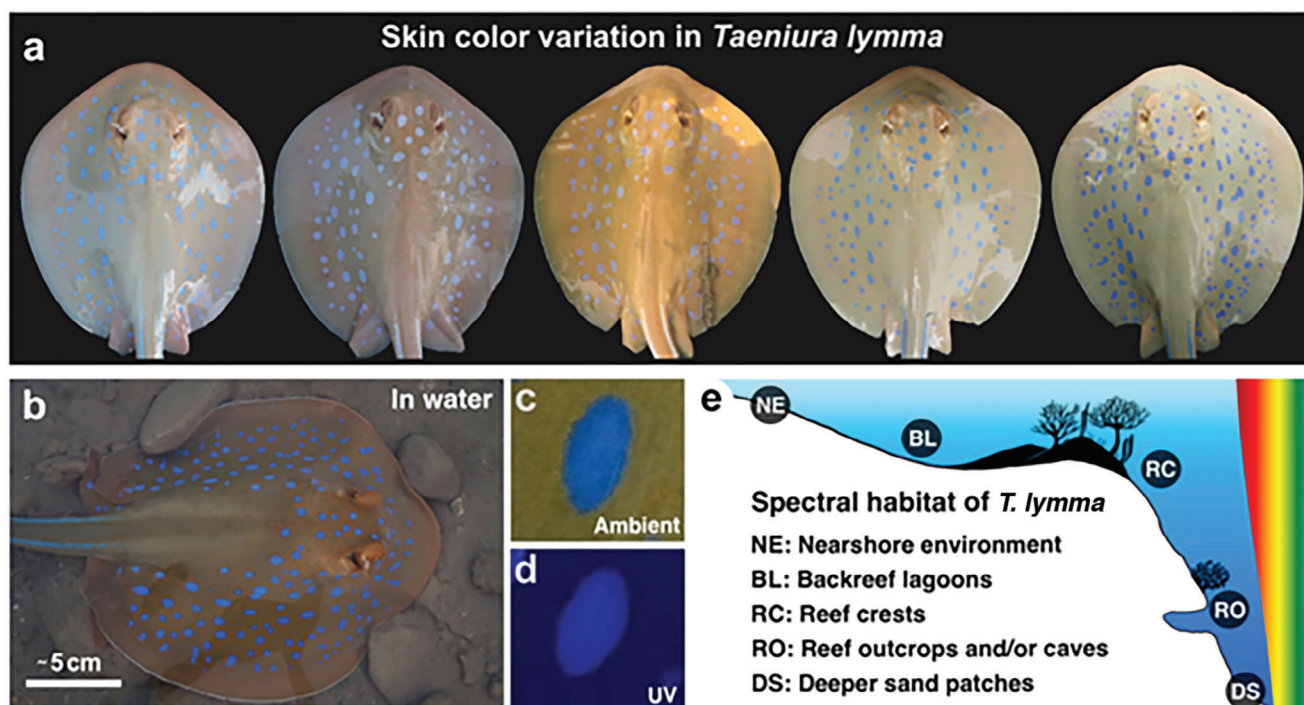 a
Skin color variation in Taeniura lymma
b
In water
~5 cm
c
Ambient
d
UV
e
NE
BL
RC
RO
DS
Spectral habitat of T. lymma
NE: Nearshore environment
BL: Backreef lagoons
RC: Reef crests
RO: Reef outcrops and/or caves
DS: Deeper sand patches